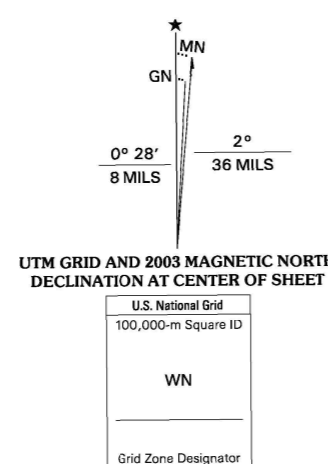 ★
MN
GN
0° 28'
8 MILS
2°
36 MILS
UTM GRID AND 2003 MAGNETIC NORTH
DECLINATION AT CENTER OF SHEET
U.S. National Grid
100,000-m Square ID
WN
Grid Zone Designator